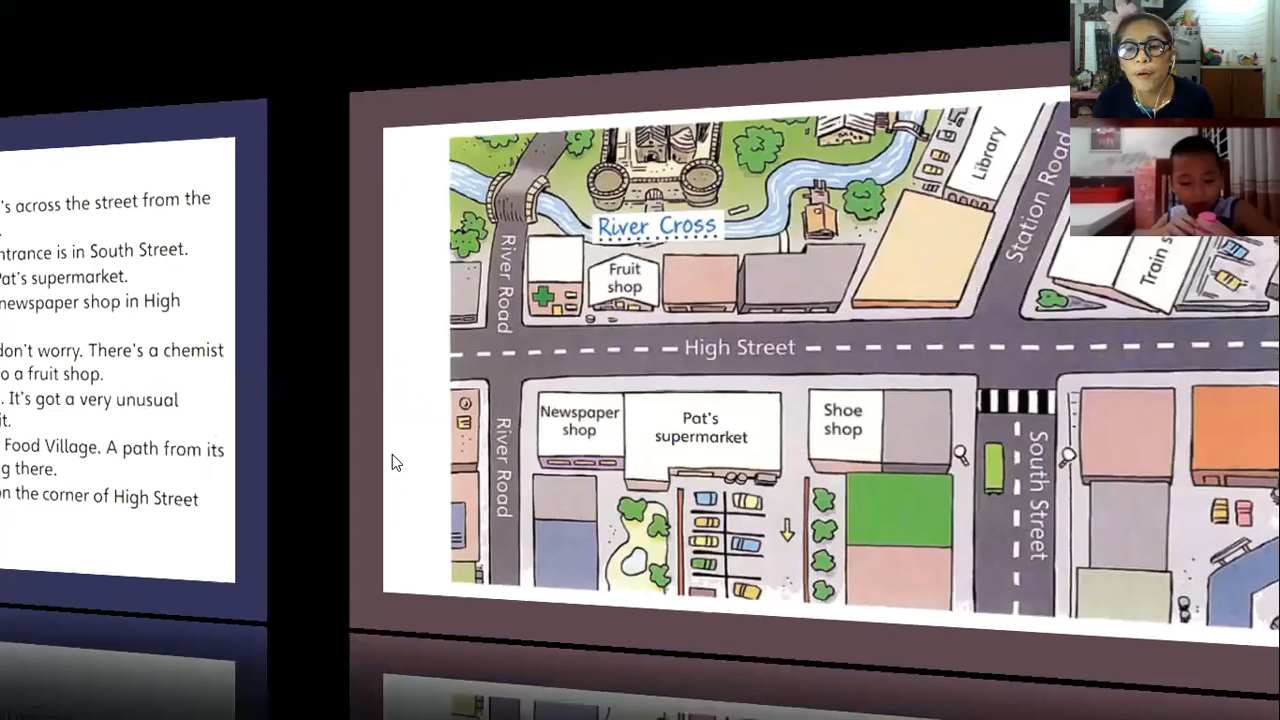 's across the street from the
.
ntrance is in South Street.
Pat's supermarket.
newspaper shop in High
don't worry. There's a chemist
o a fruit shop.
. It's got a very unusual
it.
Food Village. A path from its
g there.
on the corner of High Street
River Cross
Library
Station Road
Train s
River Road
Fruit
shop
High Street
Newspaper
shop
Pat's
supermarket
Shoe
shop
River Road
South Street